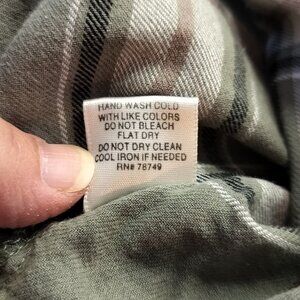 HAND WASH COLD
WITH LIKE COLORS
DO NOT BLEACH
FLAT DRY
DO NOT DRY CLEAN
COOL IRON IF NEEDED
RN# 78749